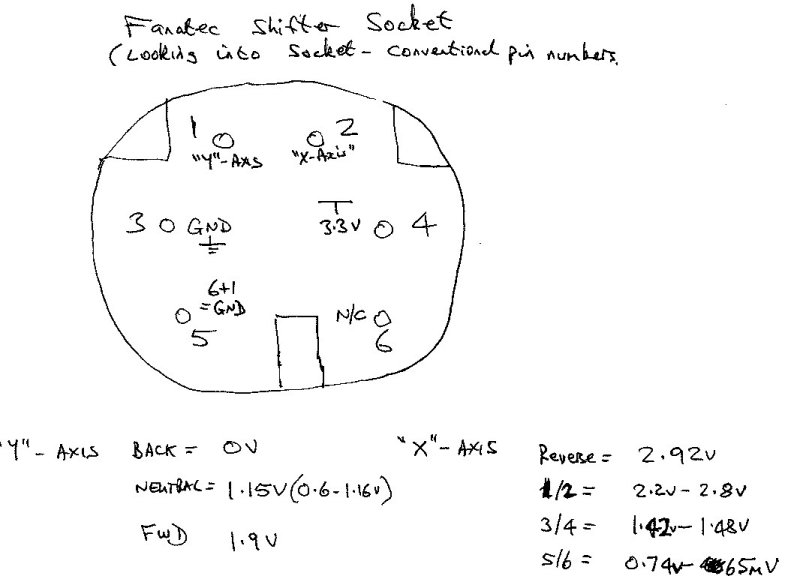 Fanatec Shifter Socket
(Looking into Socket - conventional pin numbers.
1 2
"Y"-Axis "X-Axis"
3 GND 3.3V 4
6+1
=GND N/C
5 6
"Y"-AXIS BACK = 0V
NEUTRAL = 1.15V (0.6-1.16V)
FWD 1.9V
"X"-AXIS Reverse = 2.92v
1/2 = 2.2v - 2.8v
3/4 = 1.42v - 1.48V
5/6 = 0.74v - 65mV